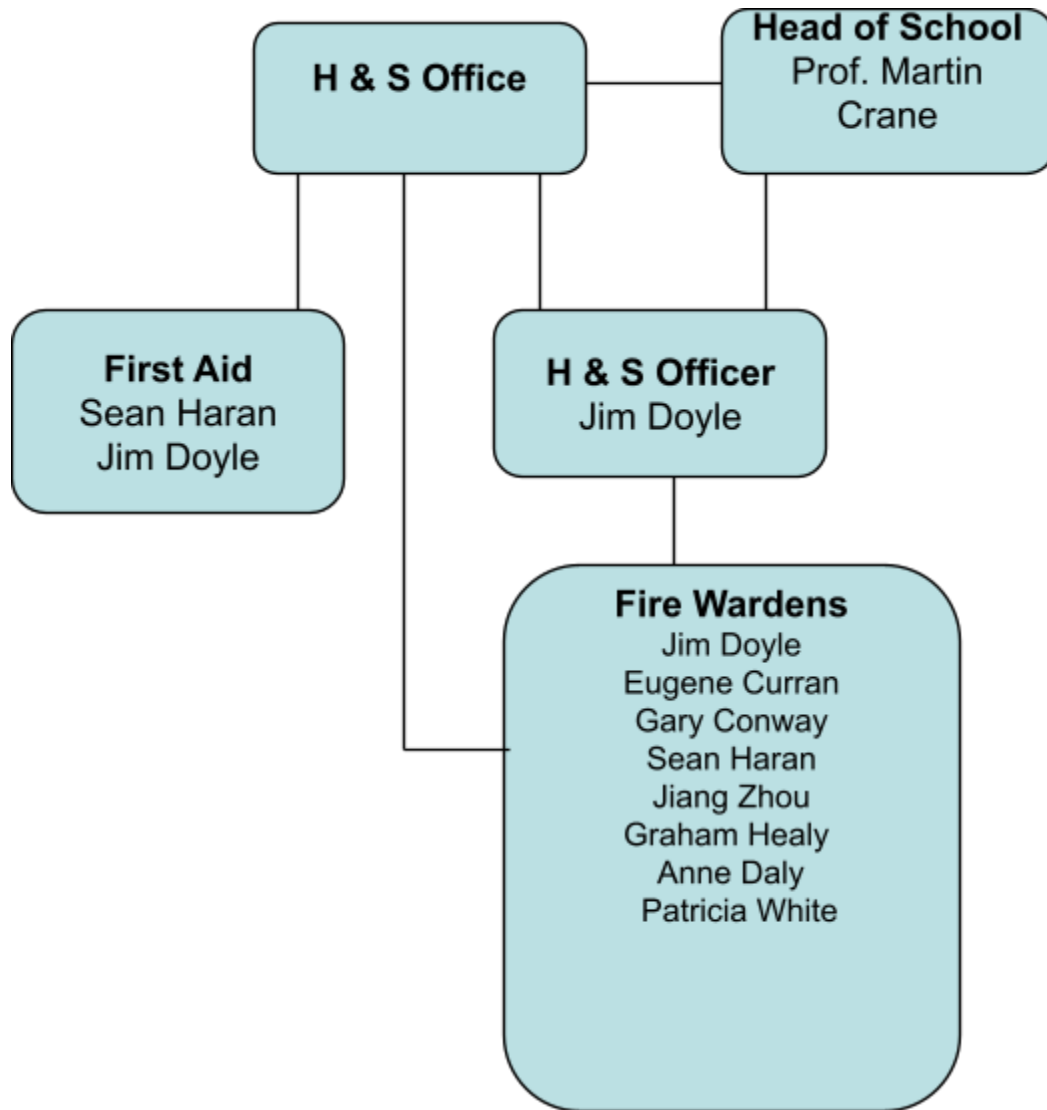 H & S Office
Head of School
Prof. Martin
Crane
First Aid
Sean Haran
Jim Doyle
H & S Officer
Jim Doyle
Fire Wardens
Jim Doyle
Eugene Curran
Gary Conway
Sean Haran
Jiang Zhou
Graham Healy
Anne Daly
Patricia White